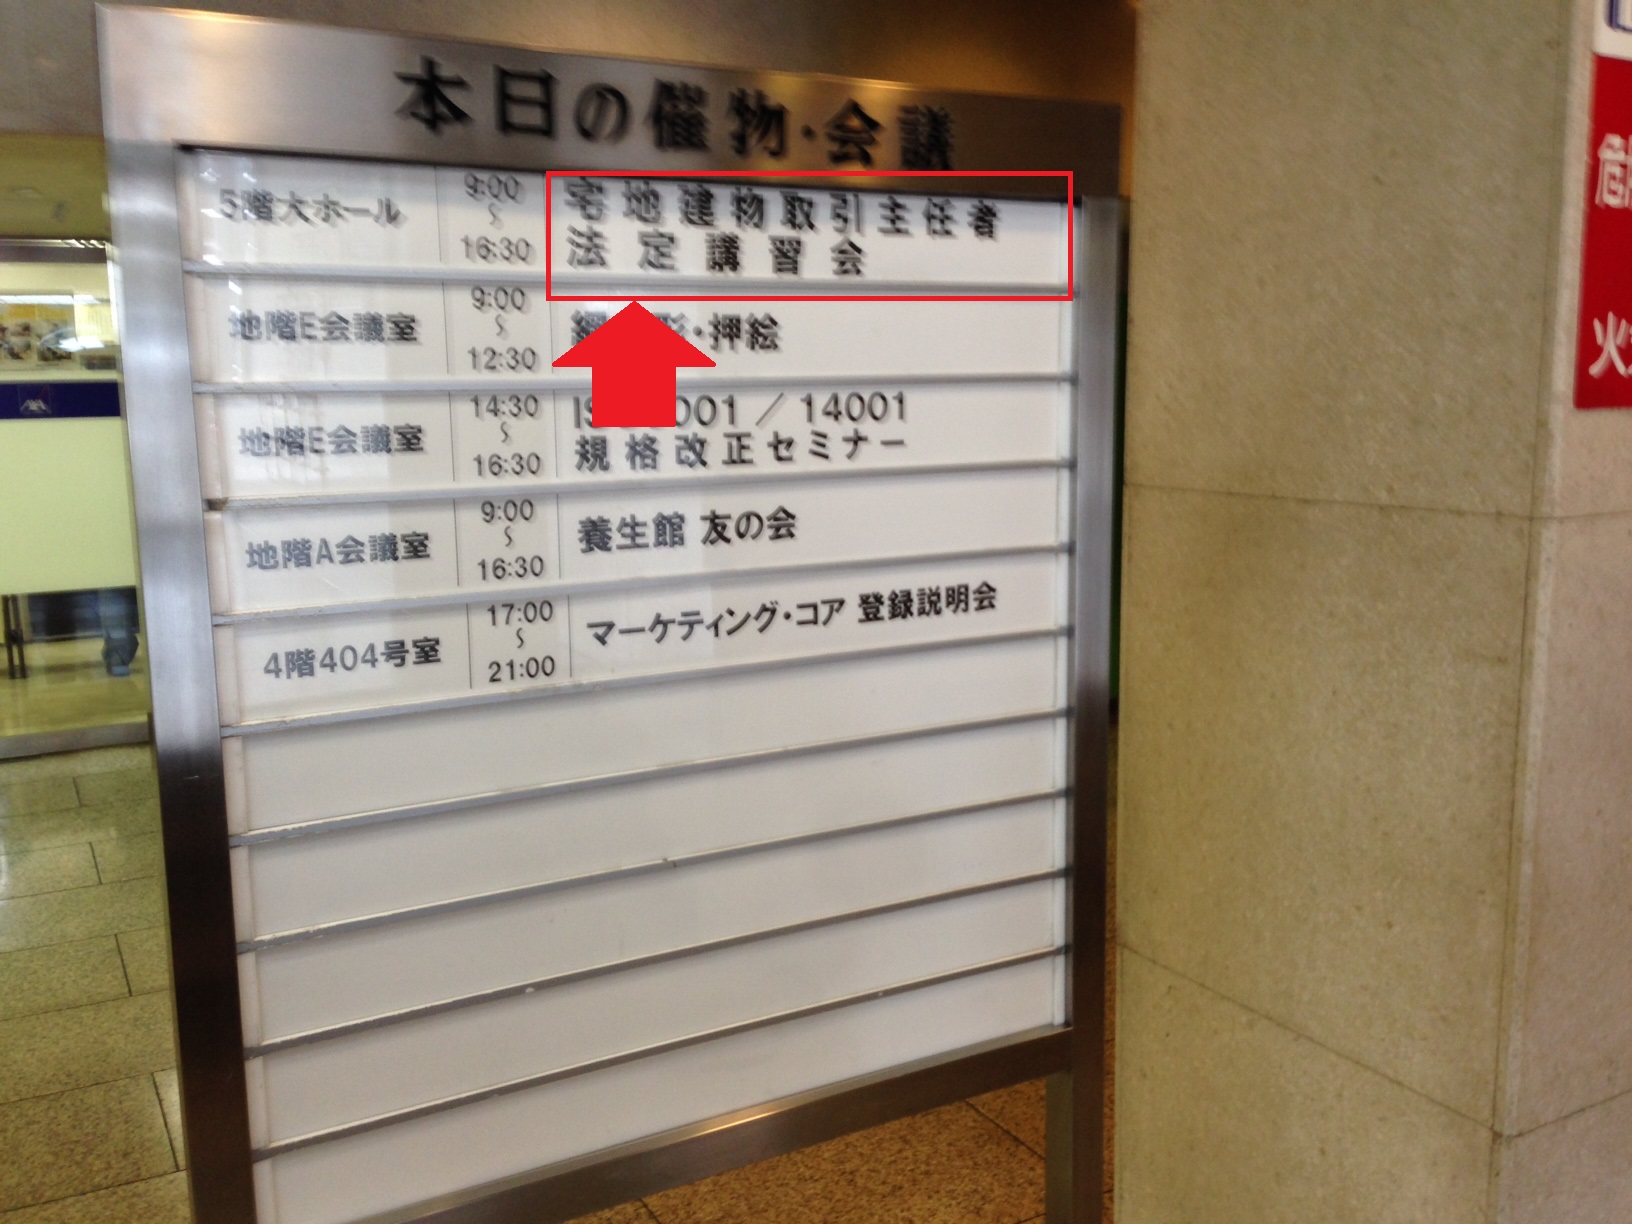 本日の催物・会議
5階大ホール 9:00〜16:30 宅地建物取引主任者
法定講習会
地階E会議室 9:00〜12:30 ・押絵
地階E会議室 14:30〜16:30 001／14001
規格改正セミナー
地階A会議室 9:00〜16:30 養生館 友の会
4階404号室 17:00〜21:00 マーケティング・コア 登録説明会
危
火
AXA